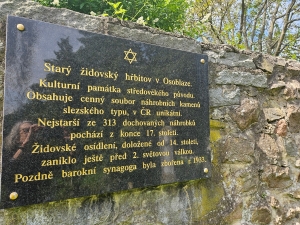 Starý židovský hřbitov v Osoblaze.
Kulturní památka středověkého původu.
Obsahuje cenný soubor náhrobních kamenů
slezského typu, v ČR unikátní.
Nejstarší ze 313 dochovaných náhrobků
pochází z konce 17. století.
Židovské osídlení, doložené od 14. století,
zaniklo ještě před 2. světovou válkou.
Pozdně barokní synagoga byla zbořena r. 1933.